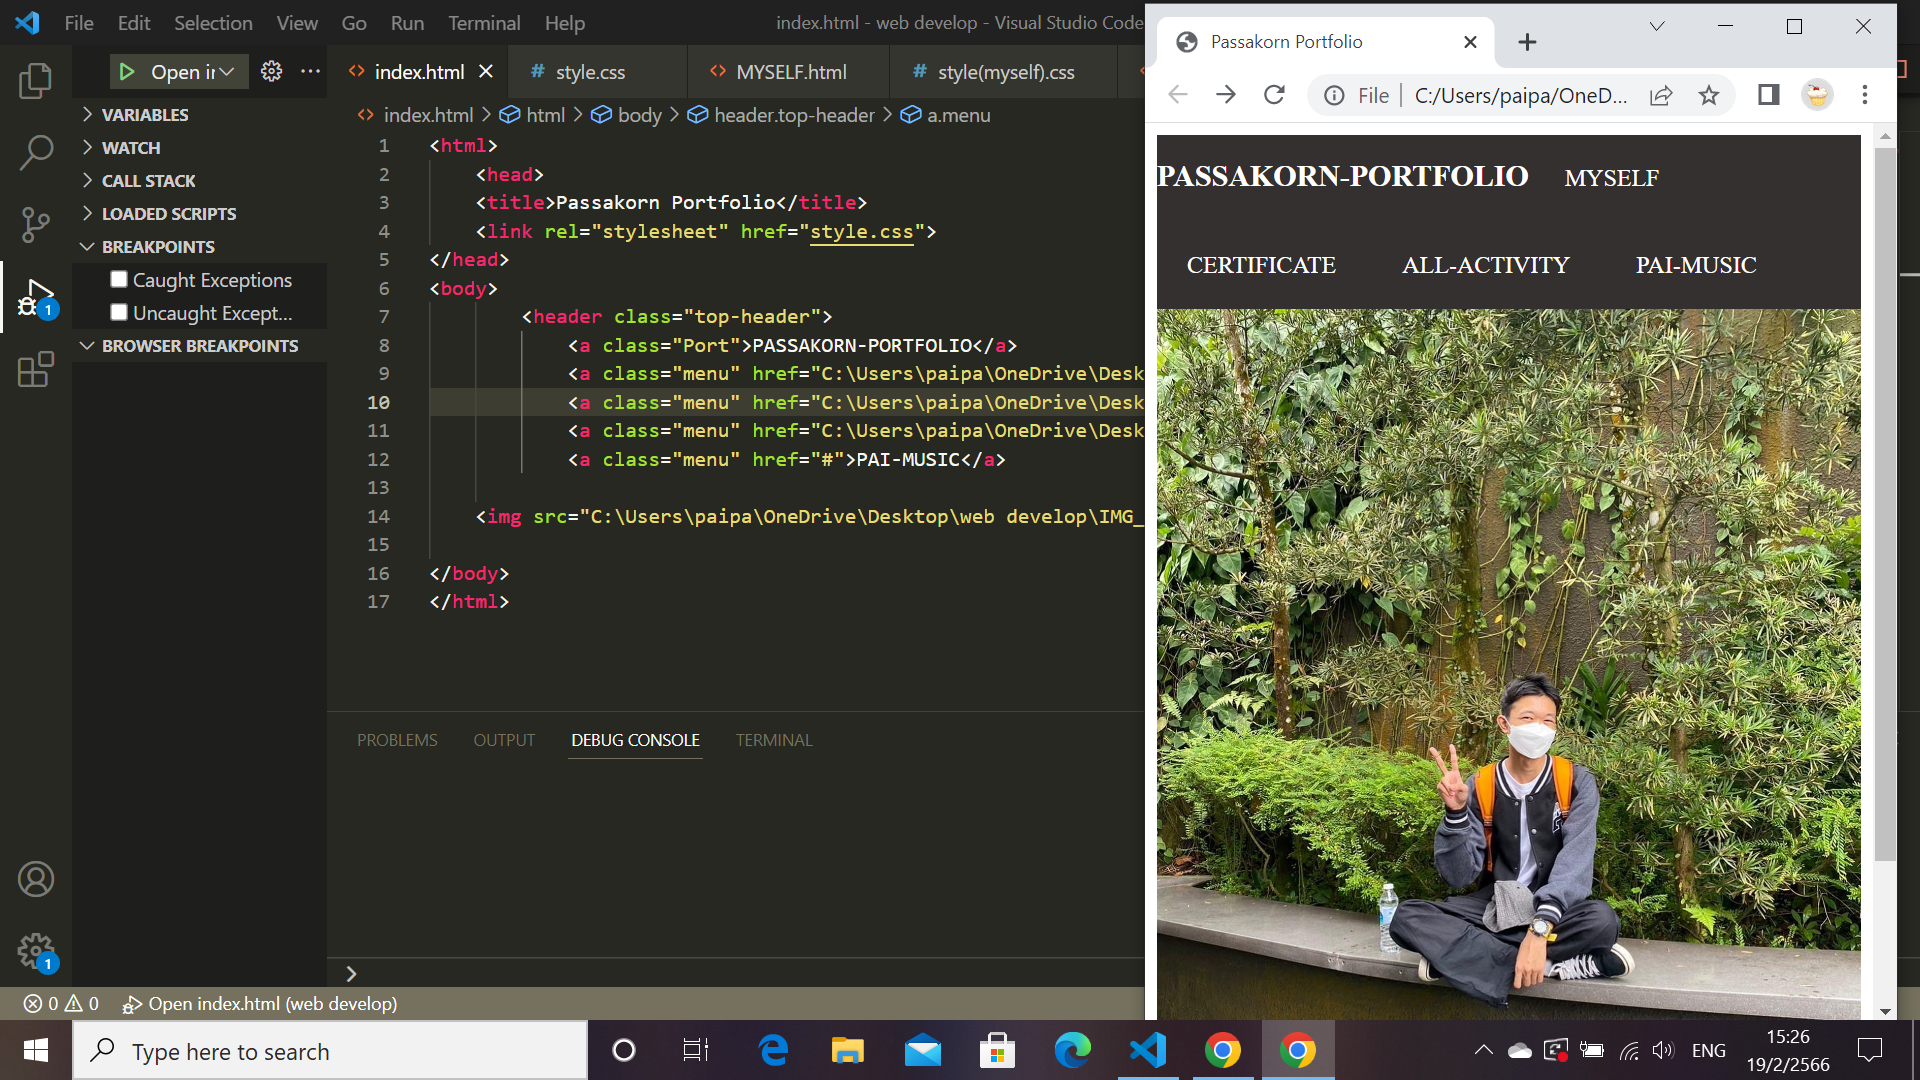 File Edit Selection View Go Run Terminal Help
index.html - web develop - Visual Studio Code
Open in
index.html
style.css
MYSELF.html
style(myself).css
index.html > html > body > header.top-header > a.menu
VARIABLES
WATCH
CALL STACK
LOADED SCRIPTS
BREAKPOINTS
Caught Exceptions
Uncaught Except...
BROWSER BREAKPOINTS
1 <html>
2 <head>
3 <title>Passakorn Portfolio</title>
4 <link rel="stylesheet" href="style.css">
5 </head>
6 <body>
7 <header class="top-header">
8 <a class="Port">PASSAKORN-PORTFOLIO</a>
9 <a class="menu" href="C:\Users\paipa\OneDrive\Desk
10 <a class="menu" href="C:\Users\paipa\OneDrive\Desk
11 <a class="menu" href="C:\Users\paipa\OneDrive\Desk
12 <a class="menu" href="#">PAI-MUSIC</a>
13
14 <img src="C:\Users\paipa\OneDrive\Desktop\web develop\IMG_
15
16 </body>
17 </html>
PROBLEMS OUTPUT DEBUG CONSOLE TERMINAL
1
1
0 0 Open index.html (web develop)
Passakorn Portfolio
File C:/Users/paipa/OneD...
PASSAKORN-PORTFOLIO MYSELF
CERTIFICATE ALL-ACTIVITY PAI-MUSIC
Type here to search
ENG
15:26
19/2/2566